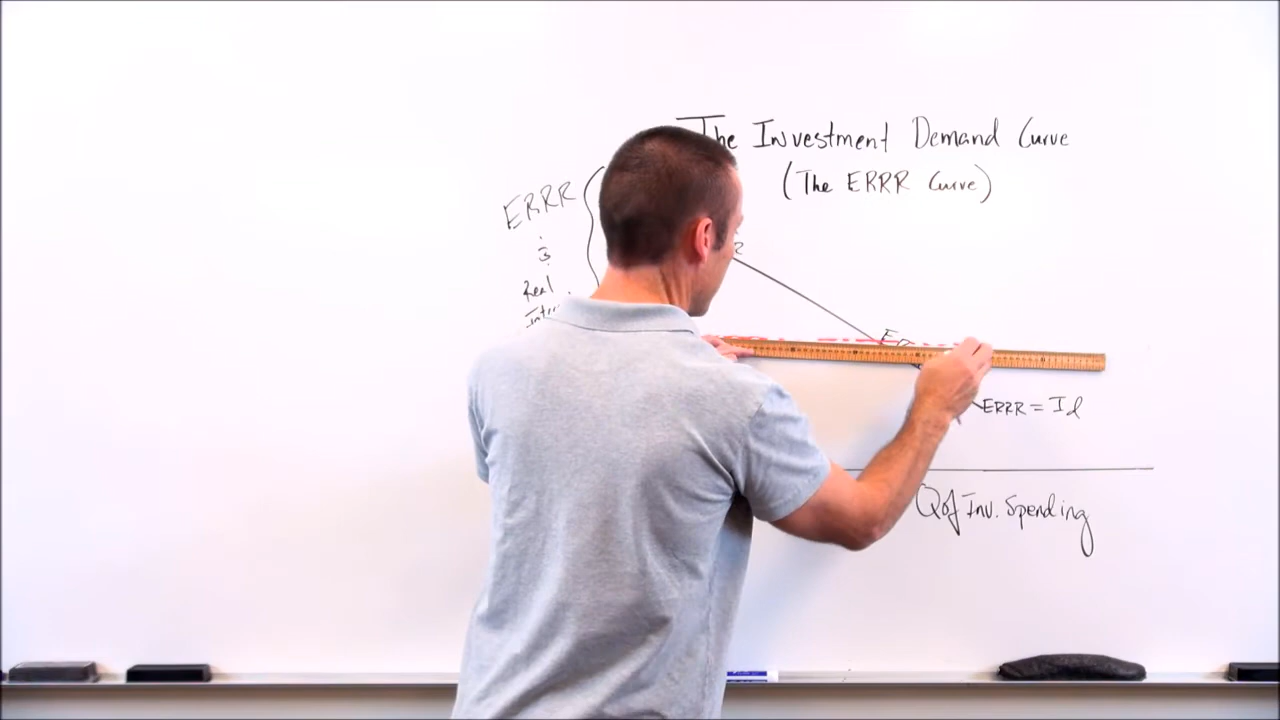 The Investment Demand Curve
(The ERRR Curve)
ERRR
&
Real
ERRR = Id
Q of Inv. Spending